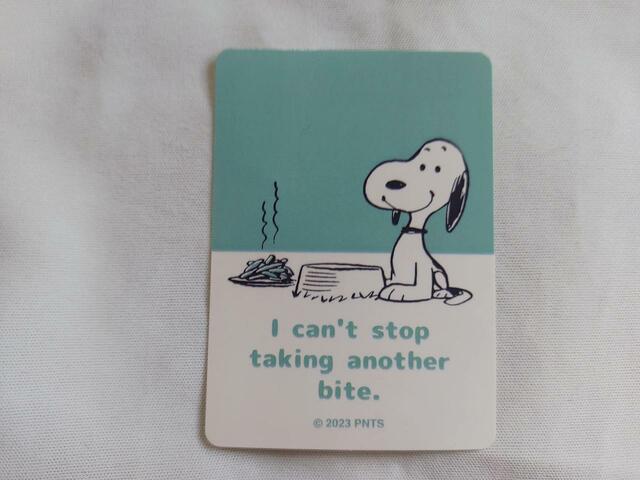 I can't stop
taking another
bite.
© 2023 PNTS